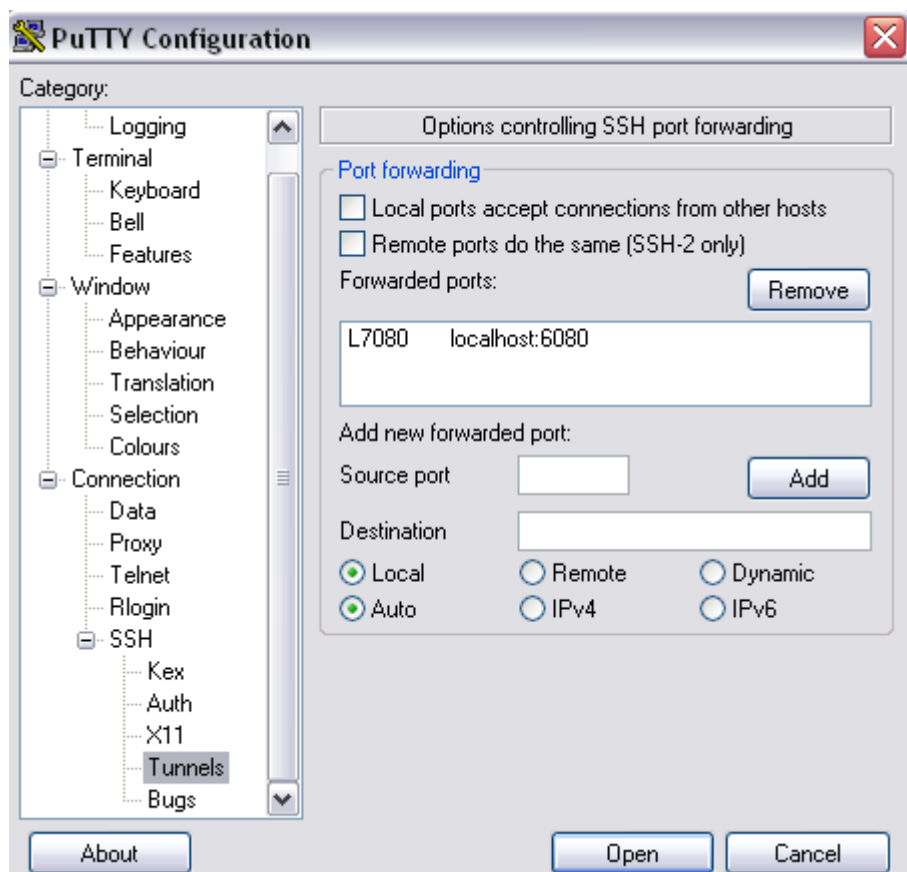 PuTTY Configuration
Category:
Logging
Terminal
Keyboard
Bell
Features
Window
Appearance
Behaviour
Translation
Selection
Colours
Connection
Data
Proxy
Telnet
Rlogin
SSH
Kex
Auth
X11
Tunnels
Bugs
Options controlling SSH port forwarding
Port forwarding
Local ports accept connections from other hosts
Remote ports do the same (SSH-2 only)
Forwarded ports:
Remove
L7080 localhost:6080
Add new forwarded port:
Source port
Add
Destination
Local Remote Dynamic
Auto IPv4 IPv6
About Open Cancel